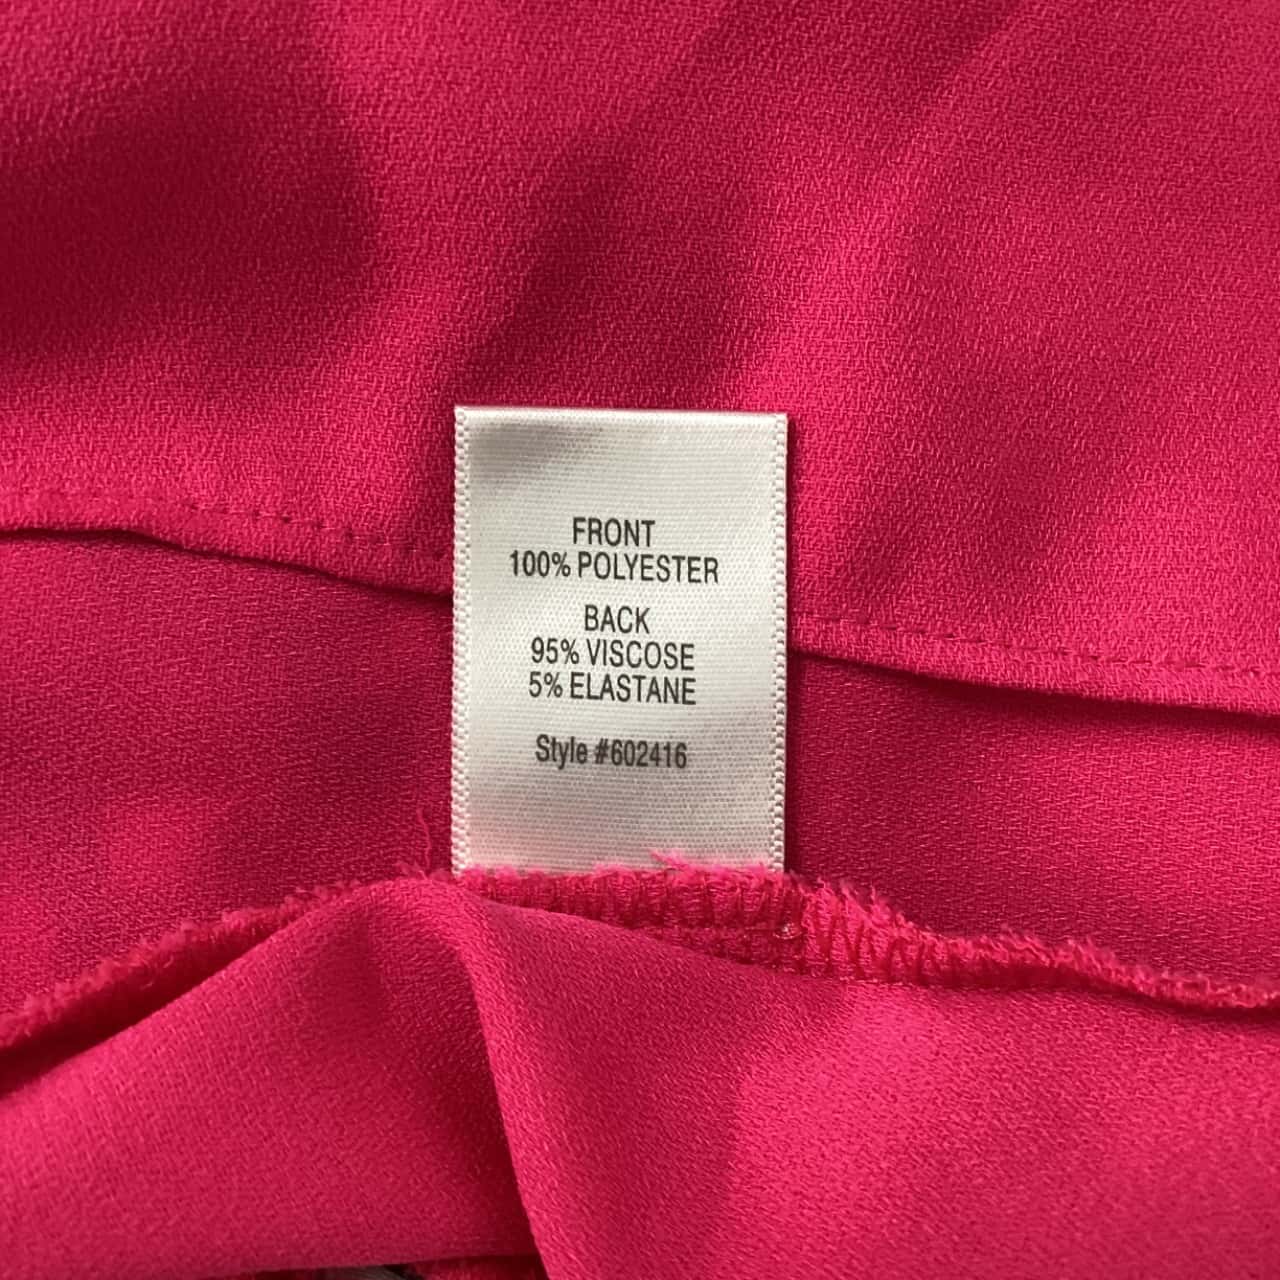 FRONT
100% POLYESTER
BACK
95% VISCOSE
5% ELASTANE
Style #602416